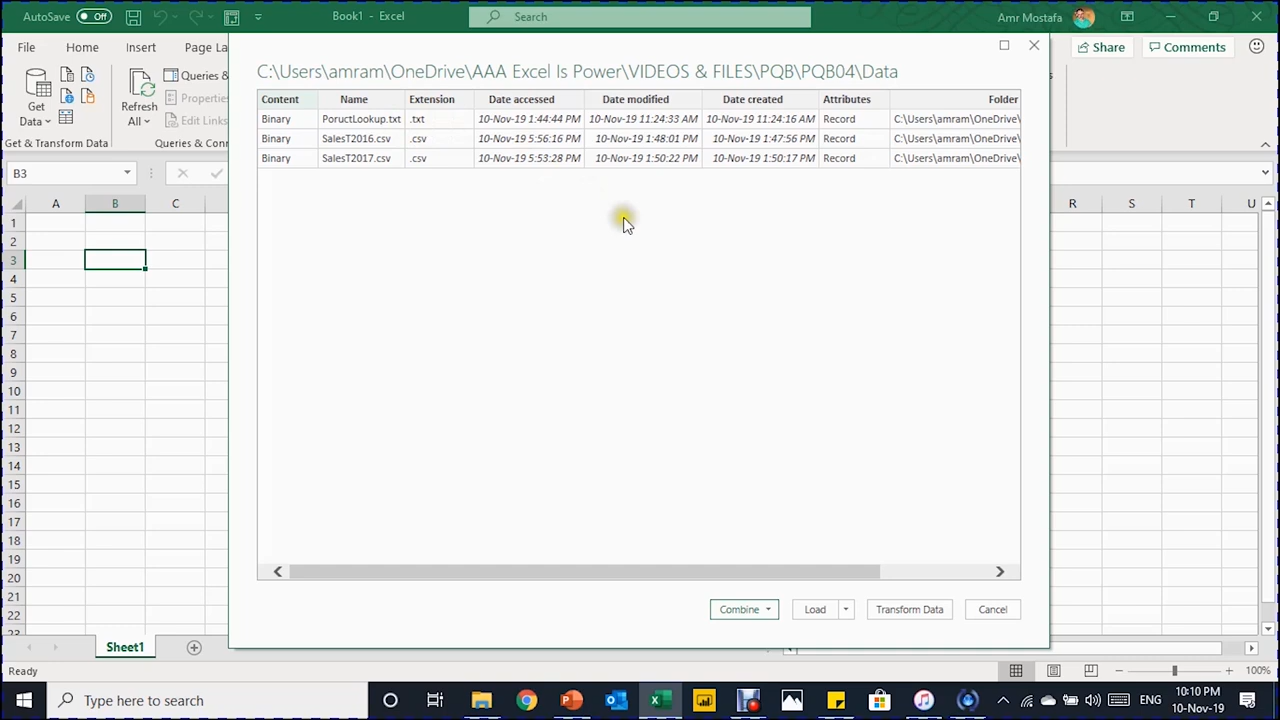 AutoSave Off Book1 - Excel Search Amr Mostafa
File Home Insert Page La Share Comments
Get Data Refresh All Queries & Properties Edit Links
Get & Transform Data Queries & Conn
C:\Users\amram\OneDrive\AAA Excel Is Power\VIDEOS & FILES\PQB\PQB04\Data
Content Name Extension Date accessed Date modified Date created Attributes Folder
Binary PoructLookup.txt .txt 10-Nov-19 1:44:44 PM 10-Nov-19 11:24:33 AM 10-Nov-19 11:24:16 AM Record C:\Users\amram\OneDrive\
Binary SalesT2016.csv .csv 10-Nov-19 5:56:16 PM 10-Nov-19 1:48:01 PM 10-Nov-19 1:47:56 PM Record C:\Users\amram\OneDrive\
Binary SalesT2017.csv .csv 10-Nov-19 5:53:28 PM 10-Nov-19 1:50:22 PM 10-Nov-19 1:50:17 PM Record C:\Users\amram\OneDrive\
B3
A B C R S T U
1
2
3
4
5
6
7
8
9
10
11
12
13
14
15
16
17
18
19
20
21
22
23
Combine Load Transform Data Cancel
Sheet1
Ready 100%
Type here to search ENG 10:10 PM
10-Nov-19